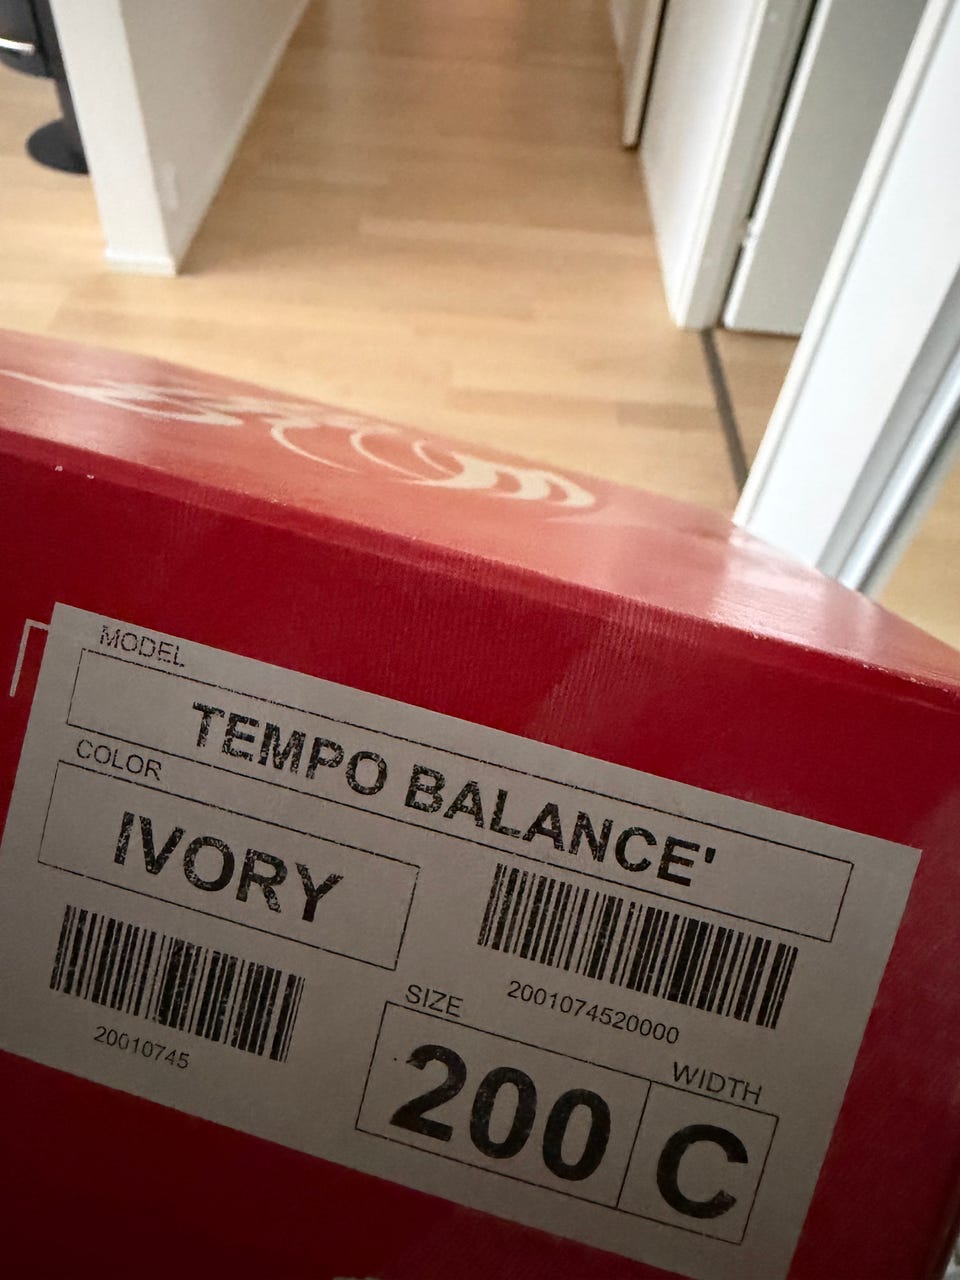 MODEL
TEMPO BALANCE'
COLOR
IVORY
2001074520000
20010745
SIZE
200
WIDTH
C